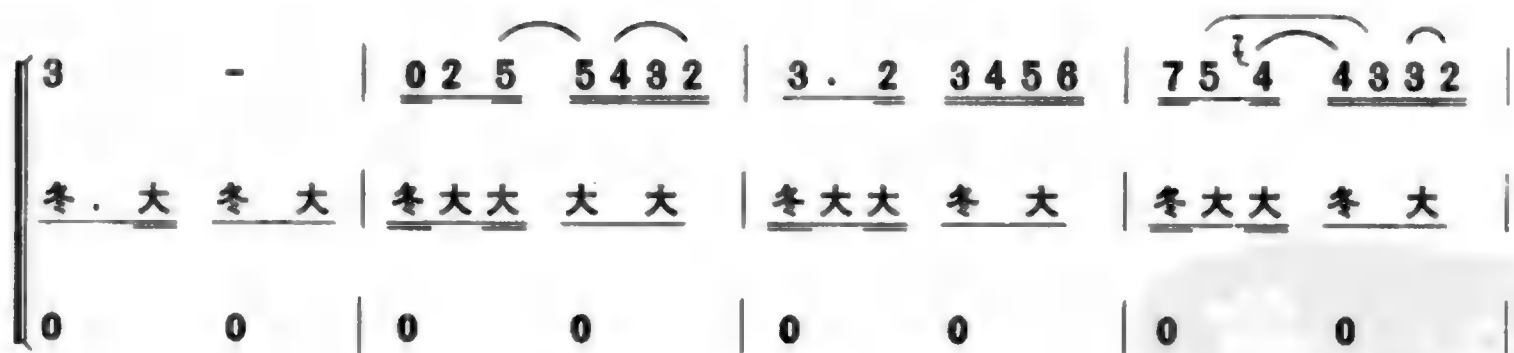 3 - | 0 2 5 5 4 3 2 | 3 . 2 3 4 5 6 | 7 5 4 4 3 3 2 |
冬 . 大 冬 大 | 冬 大 大 大 大 | 冬 大 大 冬 大 | 冬 大 大 冬 大 |
0 0 | 0 0 | 0 0 | 0 0 |